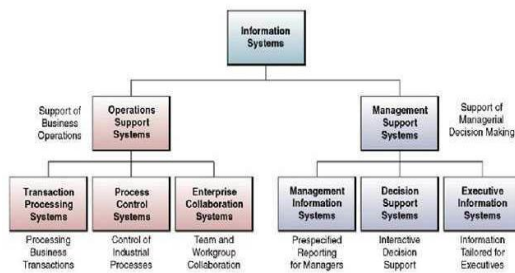 Information
Systems
Support of
Business
Operations
Operations
Support
Systems
Management
Support
Systems
Support of
Managerial
Decision Making
Transaction
Processing
Systems
Process
Control
Systems
Enterprise
Collaboration
Systems
Management
Information
Systems
Decision
Support
Systems
Executive
Information
Systems
Processing
Business
Transactions
Control of
Industrial
Processes
Team and
Workgroup
Collaboration
Prespecified
Reporting
for Managers
Interactive
Decision
Support
Information
Tailored for
Executives